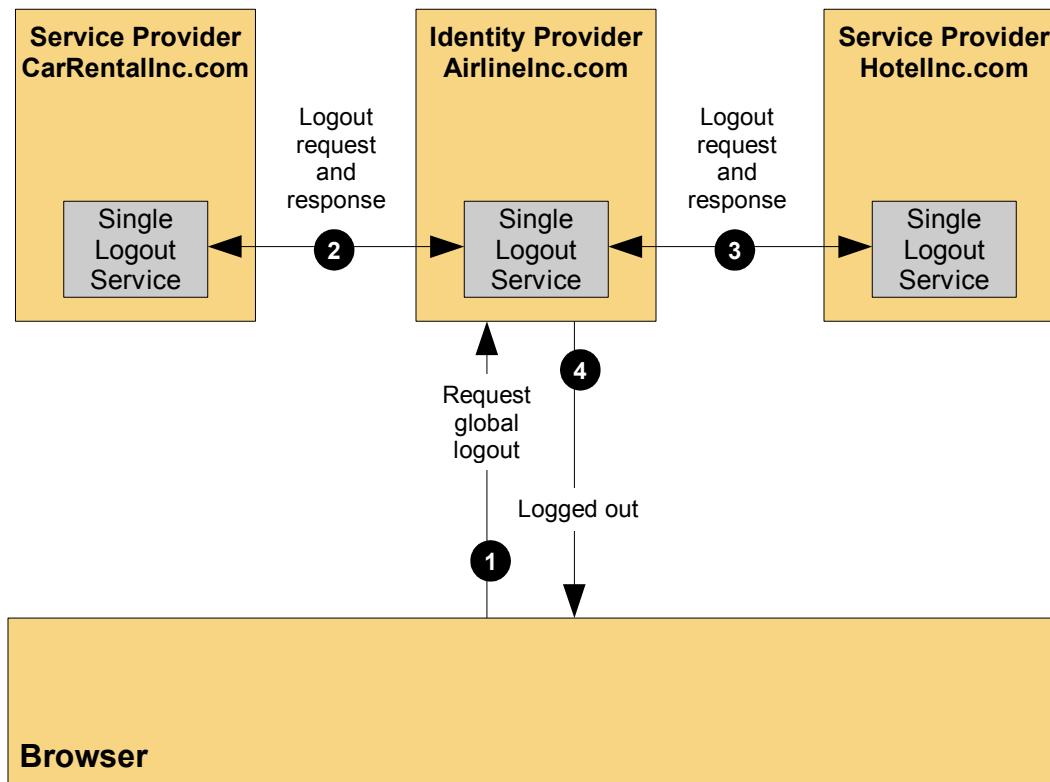 Service Provider
CarRentalInc.com
Identity Provider
AirlineInc.com
Service Provider
HotelInc.com
Logout
request
and
response
Logout
request
and
response
Single
Logout
Service
2
Single
Logout
Service
3
Single
Logout
Service
4
Request
global
logout
Logged out
1
Browser